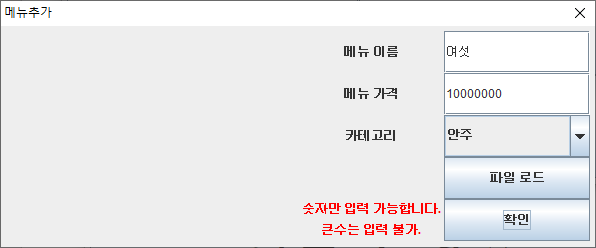 메뉴추가
메뉴 이름
여섯
메뉴 가격
10000000
카테고리
안주
파일 로드
숫자만 입력 가능합니다.
큰수는 입력 불가.
확인